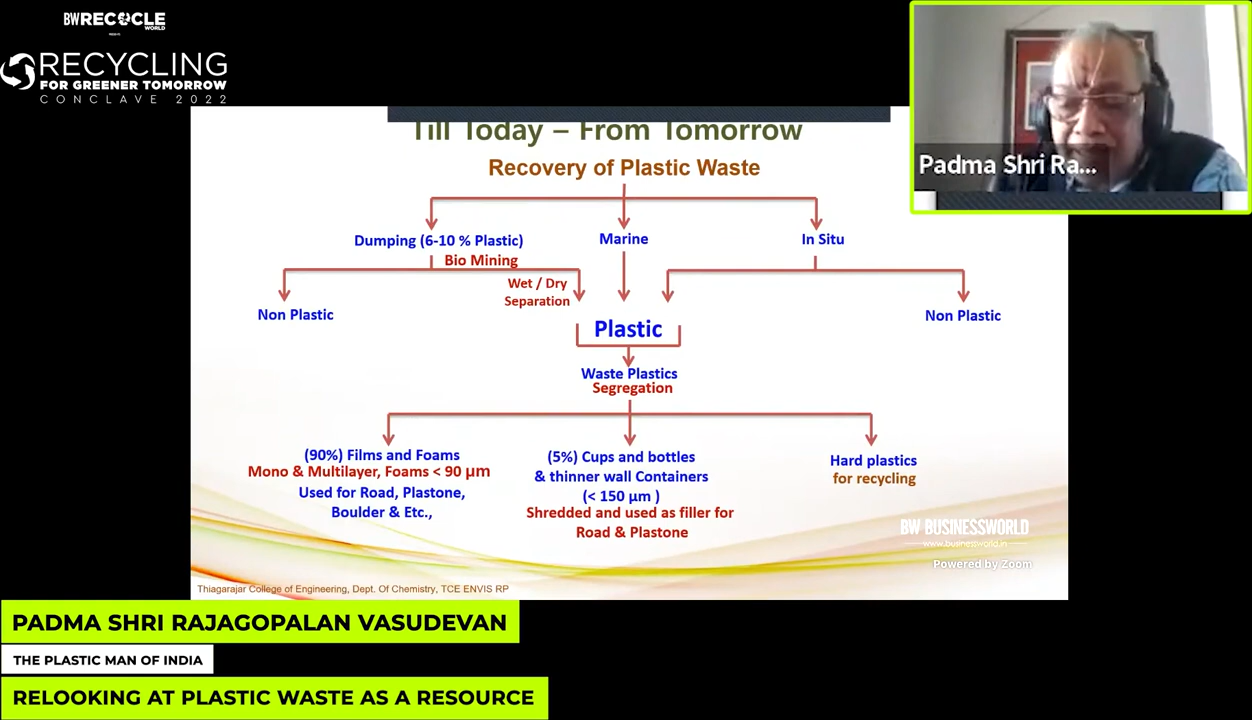 BW RECYCLE
WORLD
RECYCLING
FOR GREENER TOMORROW
CONCLAVE 2022
Padma Shri Ra...
Till Today – From Tomorrow
Recovery of Plastic Waste
Dumping (6-10 % Plastic)
Marine
In Situ
Bio Mining
Wet / Dry
Separation
Non Plastic
Plastic
Non Plastic
Waste Plastics
Segregation
(90%) Films and Foams
Mono & Multilayer, Foams < 90 µm
Used for Road, Plastone,
Boulder & Etc.,
(5%) Cups and bottles
& thinner wall Containers
(< 150 µm )
Shredded and used as filler for
Road & Plastone
Hard plastics
for recycling
BW BUSINESSWORLD
www.businessworld.in
Powered by Zoom
Thiagarajar College of Engineering, Dept. Of Chemistry, TCE ENVIS RP
PADMA SHRI RAJAGOPALAN VASUDEVAN
THE PLASTIC MAN OF INDIA
RELOOKING AT PLASTIC WASTE AS A RESOURCE